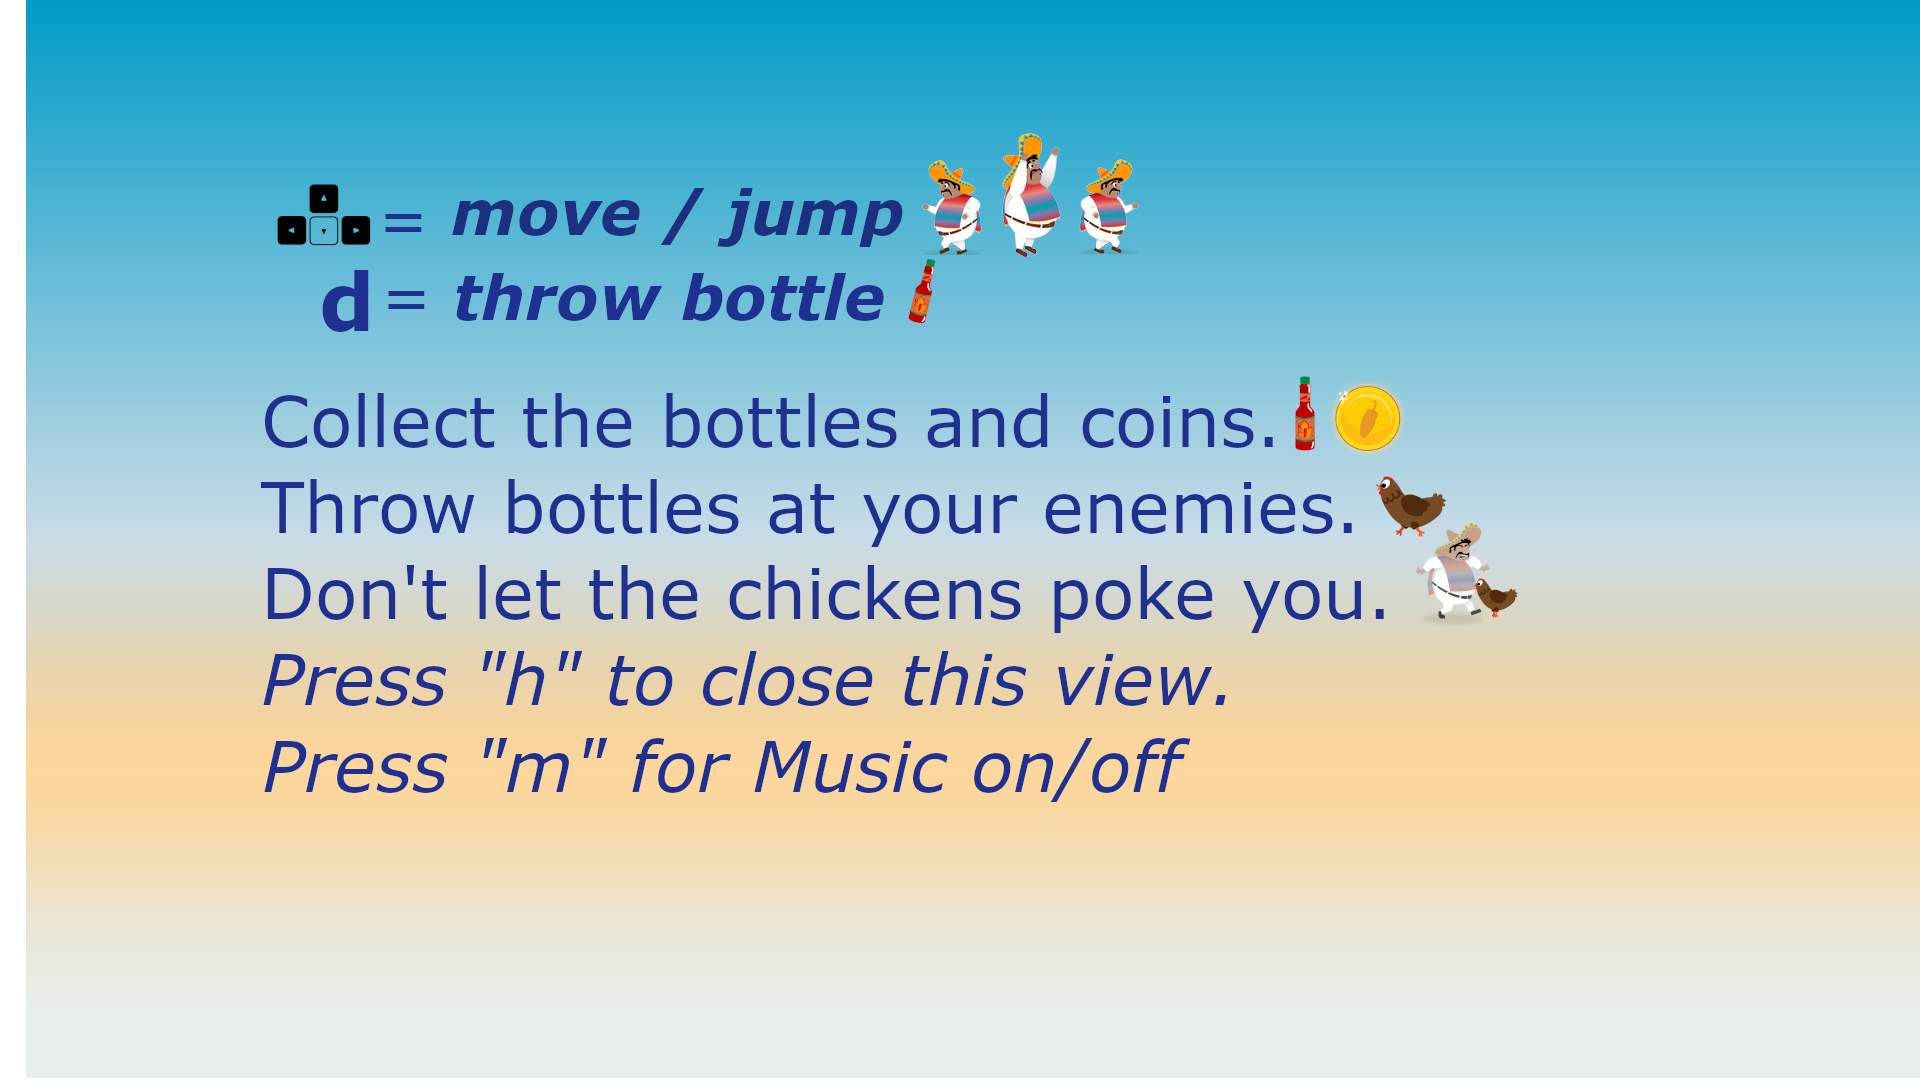 = move / jump
d = throw bottle
Collect the bottles and coins.
Throw bottles at your enemies.
Don't let the chickens poke you.
Press "h" to close this view.
Press "m" for Music on/off